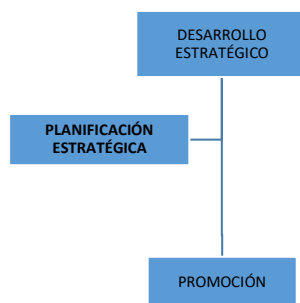 DESARROLLO
ESTRATÉGICO
PLANIFICACIÓN
ESTRATÉGICA
PROMOCIÓN